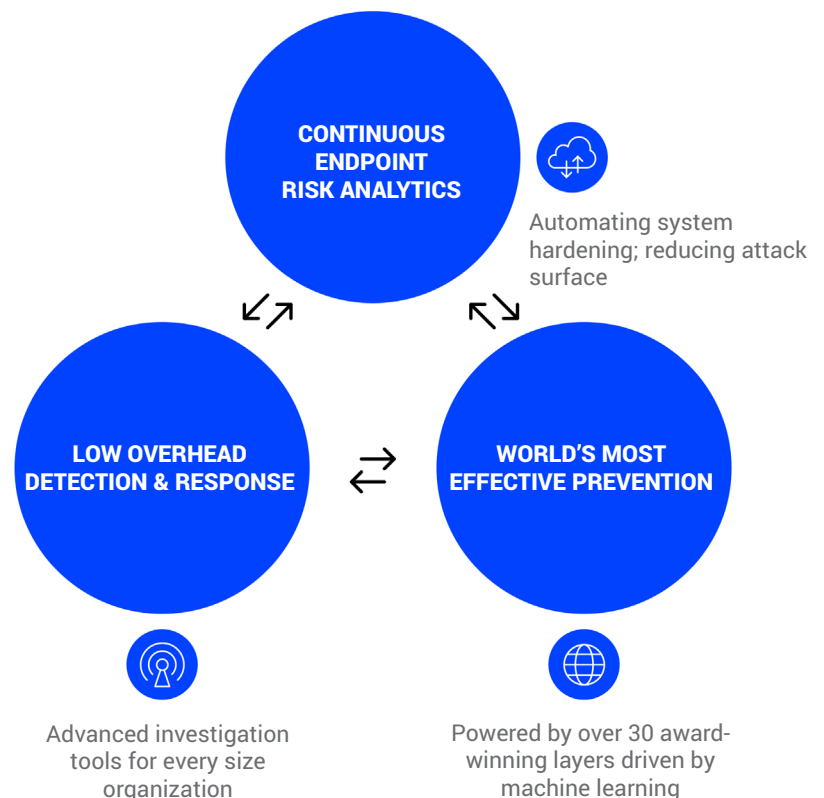 CONTINUOUS
ENDPOINT
RISK ANALYTICS
Automating system
hardening; reducing attack
surface
LOW OVERHEAD
DETECTION & RESPONSE
WORLD'S MOST
EFFECTIVE PREVENTION
Advanced investigation
tools for every size
organization
Powered by over 30 award-
winning layers driven by
machine learning